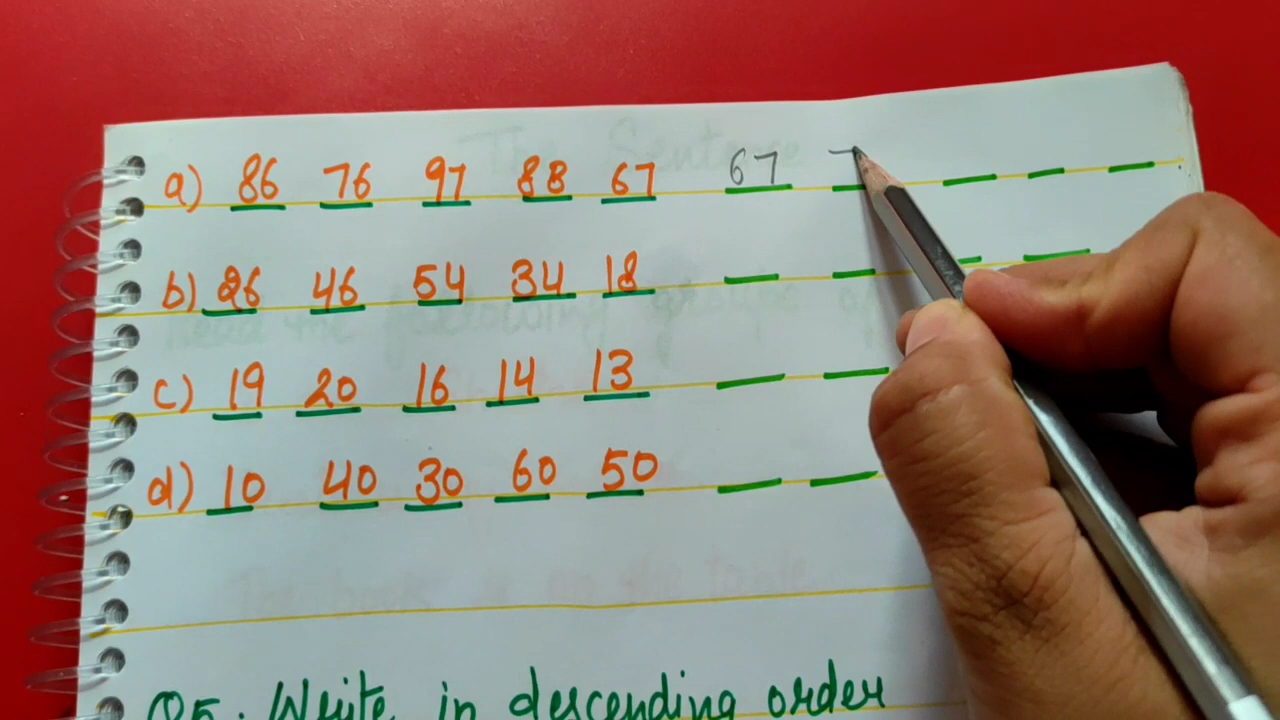 a) 86 76 97 88 67 67
b) 26 46 54 34 18
c) 19 20 16 14 13
d) 10 40 30 60 50
Q5. Write in descending order